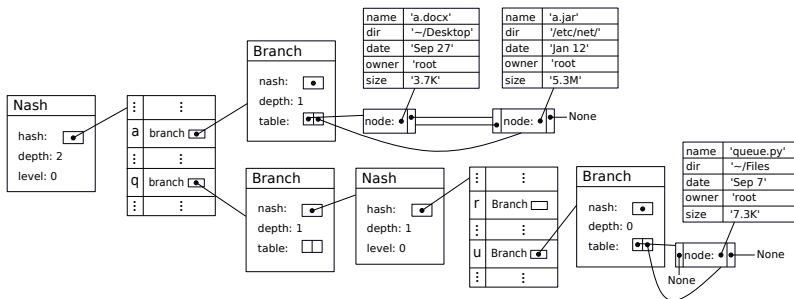 name 'a.docx'
dir '~/Desktop'
date 'Sep 27'
owner 'root
size '3.7K'
name 'a.jar'
dir '/etc/net/'
date 'Jan 12'
owner 'root
size '5.3M'
Branch
nash:
depth: 1
table:
node:
node:
None
Nash
hash:
depth: 2
level: 0
⋮ ⋮
a branch
⋮ ⋮
q branch
⋮ ⋮
Branch
nash:
depth: 1
table:
Nash
hash:
depth: 1
level: 0
⋮ ⋮
r Branch
⋮ ⋮
u Branch
⋮ ⋮
Branch
nash:
depth: 0
table:
name 'queue.py'
dir '~/Files
date 'Sep 7'
owner 'root
size '7.3K'
node:
None
None